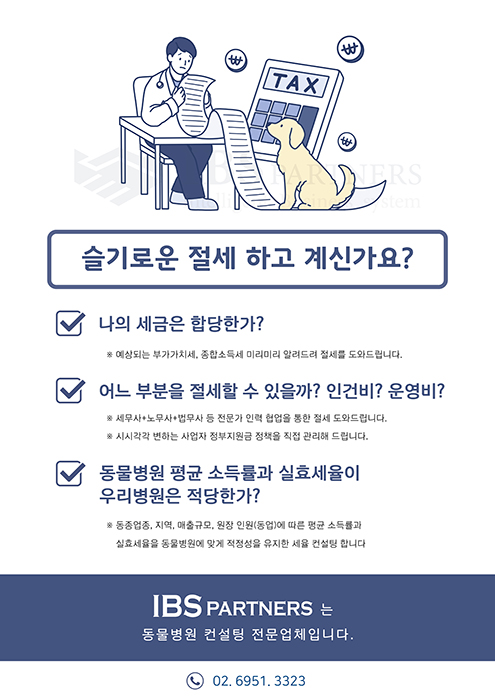 TAX
PARTNERS
슬기로운 절세 하고 계신가요?
나의 세금은 합당한가?
※ 예상되는 부가가치세, 종합소득세 미리미리 알려드려 절세를 도와드립니다.
어느 부분을 절세할 수 있을까? 인건비? 운영비?
※ 세무사+노무사+법무사 등 전문가 인력 협업을 통한 절세 도와드립니다.
※ 시시각각 변하는 사업자 정부지원금 정책을 직접 관리해 드립니다.
동물병원 평균 소득률과 실효세율이
우리병원은 적당한가?
※ 동종업종, 지역, 매출규모, 원장 인원(동업)에 따른 평균 소득률과
실효세율을 동물병원에 맞게 적정성을 유지한 세율 컨설팅 합니다
IBS PARTNERS 는
동물병원 컨설팅 전문업체입니다.
02. 6951. 3323